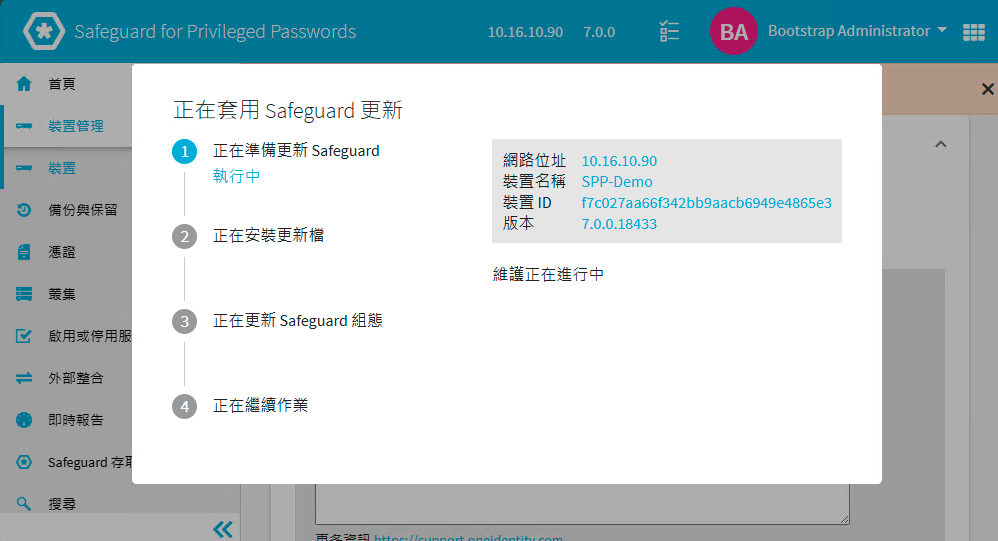 Safeguard for Privileged Passwords
10.16.10.90 7.0.0
BA
Bootstrap Administrator
首頁
裝置管理
裝置
備份與保留
憑證
叢集
啟用或停用服
外部整合
即時報告
Safeguard 存取
搜尋
正在套用 Safeguard 更新
1 正在準備更新 Safeguard
執行中
2 正在安裝更新檔
3 正在更新 Safeguard 組態
4 正在繼續作業
網路位址 10.16.10.90
裝置名稱 SPP-Demo
裝置 ID f7c027aa66f342bb9aacb6949e4865e3
版本 7.0.0.18433
維護正在進行中
更多資訊 https://support.oneidentity.com